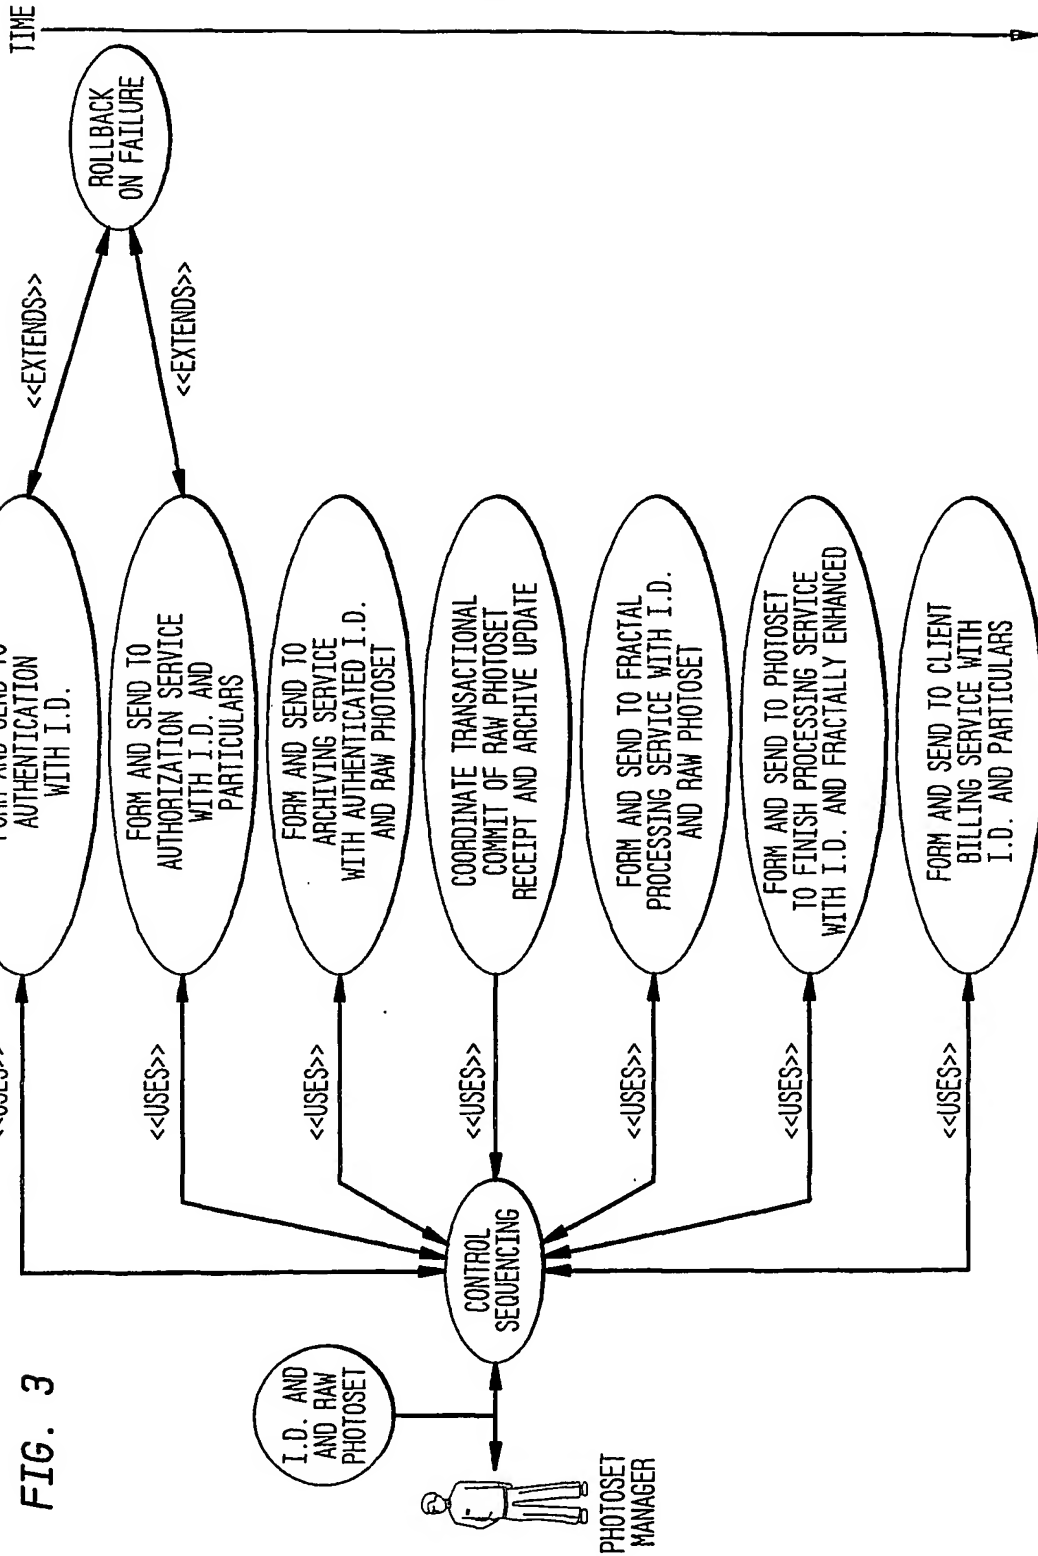 FIG. 3
TIME
I.D. AND
AND RAW
PHOTOSET
PHOTOSET
MANAGER
CONTROL
SEQUENCING
<<USES>>
AUTHENTICATION
WITH I.D.
<<EXTENDS>>
<<USES>>
FORM AND SEND TO
AUTHORIZATION SERVICE
WITH I.D. AND
PARTICULARS
<<EXTENDS>>
ROLLBACK
ON FAILURE
<<USES>>
FORM AND SEND TO
ARCHIVING SERVICE
WITH AUTHENTICATED I.D.
AND RAW PHOTOSET
<<USES>>
COORDINATE TRANSACTIONAL
COMMIT OF RAW PHOTOSET
RECEIPT AND ARCHIVE UPDATE
<<USES>>
FORM AND SEND TO FRACTAL
PROCESSING SERVICE WITH I.D.
AND RAW PHOTOSET
<<USES>>
FORM AND SEND TO PHOTOSET
TO FINISH PROCESSING SERVICE
WITH I.D. AND FRACTALLY ENHANCED
<<USES>>
FORM AND SEND TO CLIENT
BILLING SERVICE WITH
I.D. AND PARTICULARS